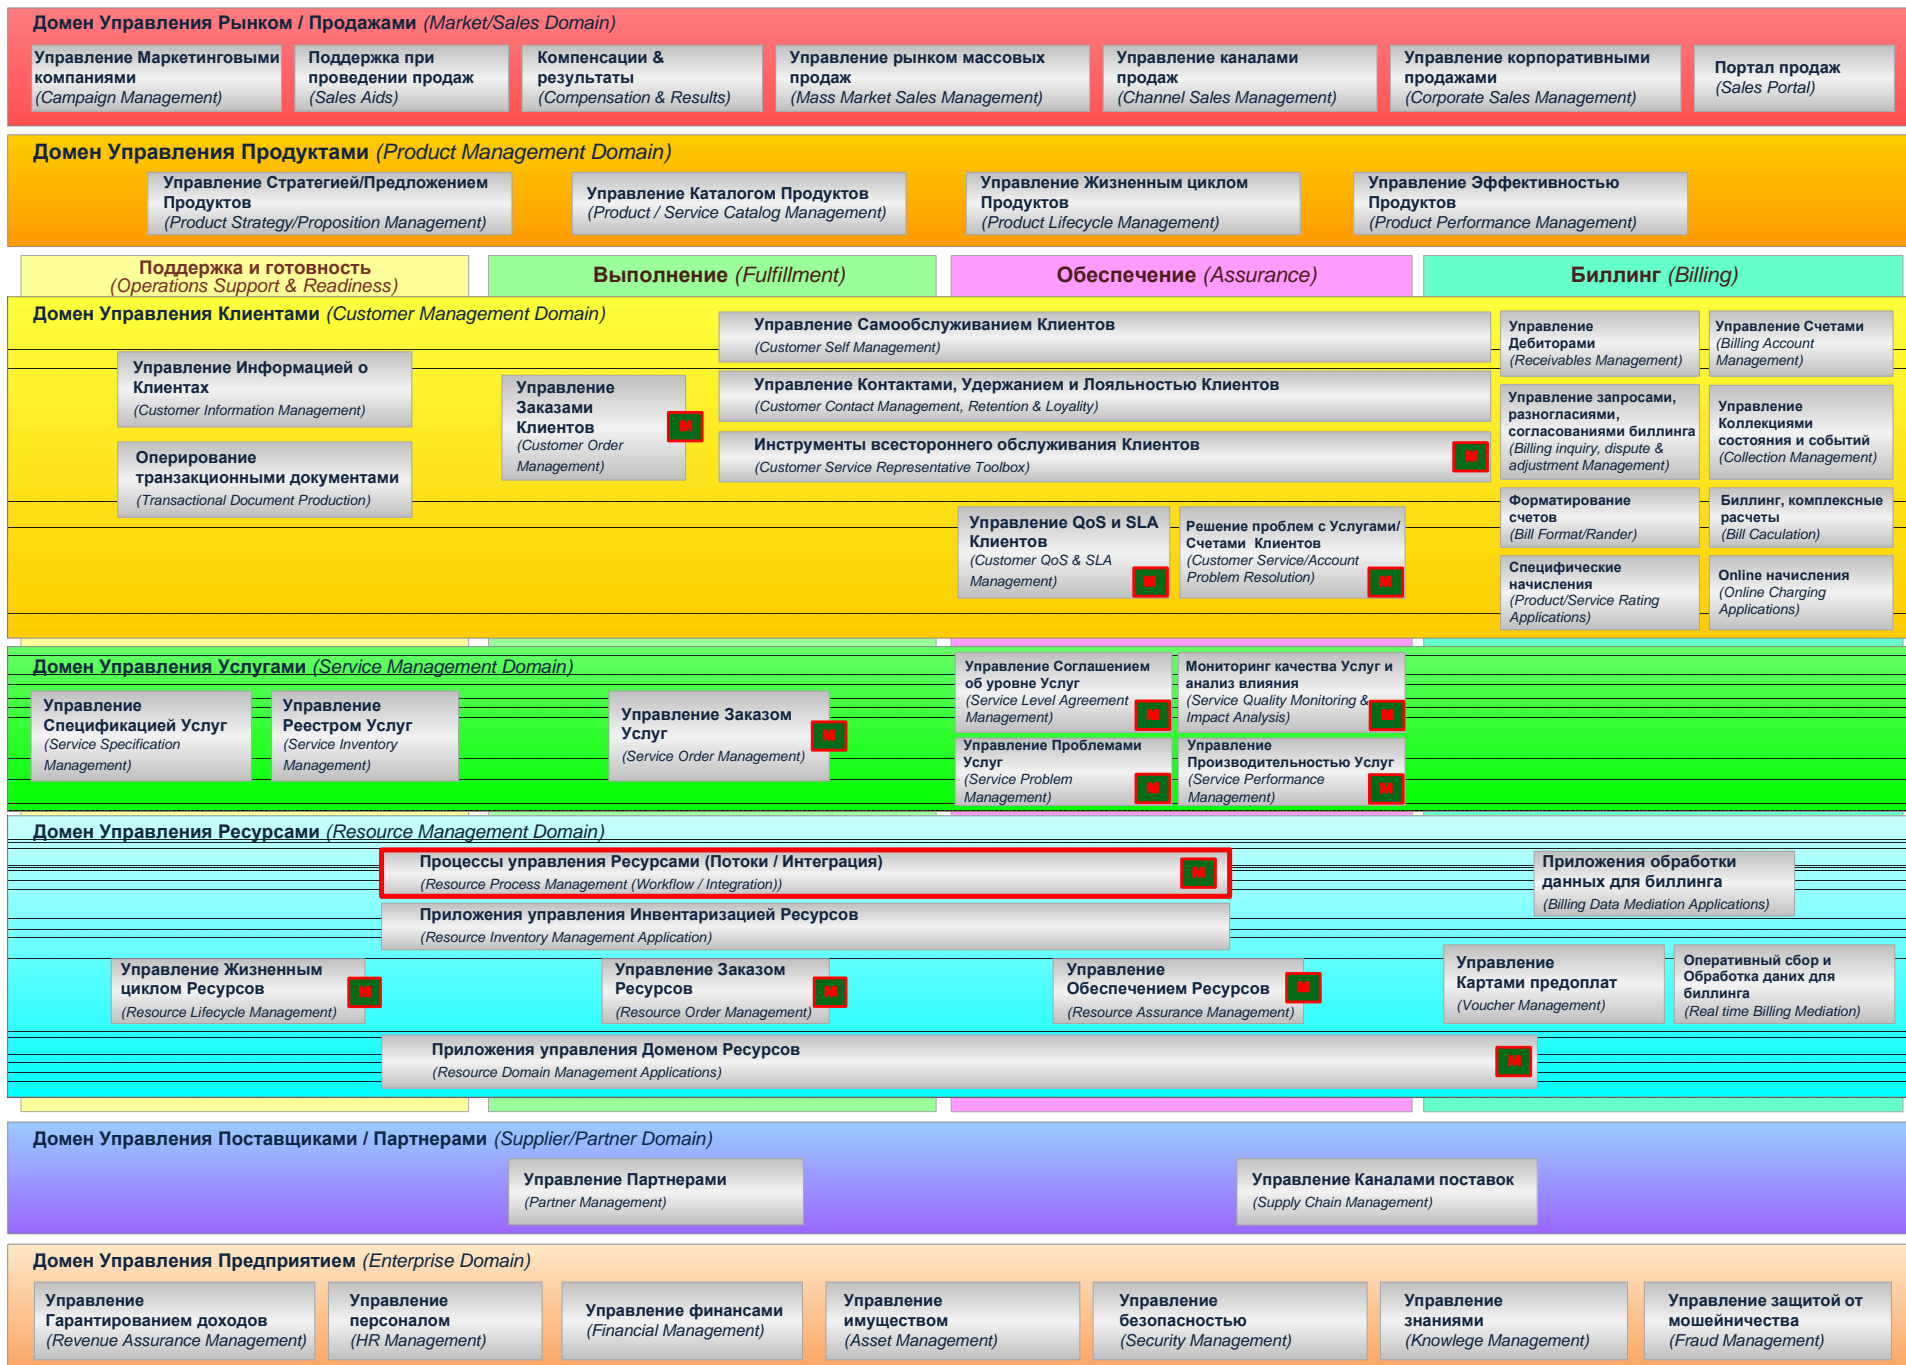 Домен Управления Рынком / Продажами (Market/Sales Domain)
Управление Маркетинговыми
компаниями
(Campaign Management)
Поддержка при
проведении продаж
(Sales Aids)
Компенсации &
результаты
(Compensation & Results)
Управление рынком массовых
продаж
(Mass Market Sales Management)
Управление каналами
продаж
(Channel Sales Management)
Управление корпоративными
продажами
(Corporate Sales Management)
Портал продаж
(Sales Portal)
Домен Управления Продуктами (Product Management Domain)
Управление Стратегией/Предложением
Продуктов
(Product Strategy/Proposition Management)
Управление Каталогом Продуктов
(Product / Service Catalog Management)
Управление Жизненным циклом
Продуктов
(Product Lifecycle Management)
Управление Эффективностью
Продуктов
(Product Performance Management)
Поддержка и готовность
(Operations Support & Readiness)
Выполнение (Fulfillment)
Обеспечение (Assurance)
Биллинг (Billing)
Домен Управления Клиентами (Customer Management Domain)
Управление Информацией о
Клиентах
(Customer Information Management)
Оперирование
транзакционными документами
(Transactional Document Production)
Управление
Заказами
Клиентов
(Customer Order
Management)
M
Управление Самообслуживанием Клиентов
(Customer Self Management)
Управление Контактами, Удержанием и Лояльностью Клиентов
(Customer Contact Management, Retention & Loyality)
Инструменты всестороннего обслуживания Клиентов
(Customer Service Representative Toolbox)
M
Управление QoS и SLA
Клиентов
(Customer QoS & SLA
Management)
M
Решение проблем с Услугами/
Счетами Клиентов
(Customer Service/Account
Problem Resolution)
M
Управление
Дебиторами
(Receivables Management)
Управление Счетами
(Billing Account
Management)
Управление запросами,
разногласиями,
согласованиями биллинга
(Billing inquiry, dispute &
adjustment Management)
Управление
Коллекциями
состояния и событий
(Collection Management)
Форматирование
счетов
(Bill Format/Rander)
Биллинг, комплексные
расчеты
(Bill Caculation)
Специфические
начисления
(Product/Service Rating
Applications)
Online начисления
(Online Charging
Applications)
Домен Управления Услугами (Service Management Domain)
Управление
Спецификацией Услуг
(Service Specification
Management)
Управление
Реестром Услуг
(Service Inventory
Management)
Управление Заказом
Услуг
(Service Order Management)
M
Управление Соглашением
об уровне Услуг
(Service Level Agreement
Management)
M
Мониторинг качества Услуг и
анализ влияния
(Service Quality Monitoring &
Impact Analysis)
M
Управление Проблемами
Услуг
(Service Problem
Management)
M
Управление
Производительностью Услуг
(Service Performance
Management)
M
Домен Управления Ресурсами (Resource Management Domain)
Процессы управления Ресурсами (Потоки / Интеграция)
(Resource Process Management (Workflow / Integration))
M
Приложения управления Инвентаризацией Ресурсов
(Resource Inventory Management Application)
Приложения обработки
данных для биллинга
(Billing Data Mediation Applications)
Управление Жизненным
циклом Ресурсов
(Resource Lifecycle Management)
M
Управление Заказом
Ресурсов
(Resource Order Management)
M
Управление
Обеспечением Ресурсов
(Resource Assurance Management)
M
Управление
Картами предоплат
(Voucher Management)
Оперативный сбор и
Обработка даних для
биллинга
(Real time Billing Mediation)
Приложения управления Доменом Ресурсов
(Resource Domain Management Applications)
M
Домен Управления Поставщиками / Партнерами (Supplier/Partner Domain)
Управление Партнерами
(Partner Management)
Управление Каналами поставок
(Supply Chain Management)
Домен Управления Предприятием (Enterprise Domain)
Управление
Гарантированием доходов
(Revenue Assurance Management)
Управление
персоналом
(HR Management)
Управление финансами
(Financial Management)
Управление
имуществом
(Asset Management)
Управление
безопасностью
(Security Management)
Управление
знаниями
(Knowlege Management)
Управление защитой от
мошейничества
(Fraud Management)